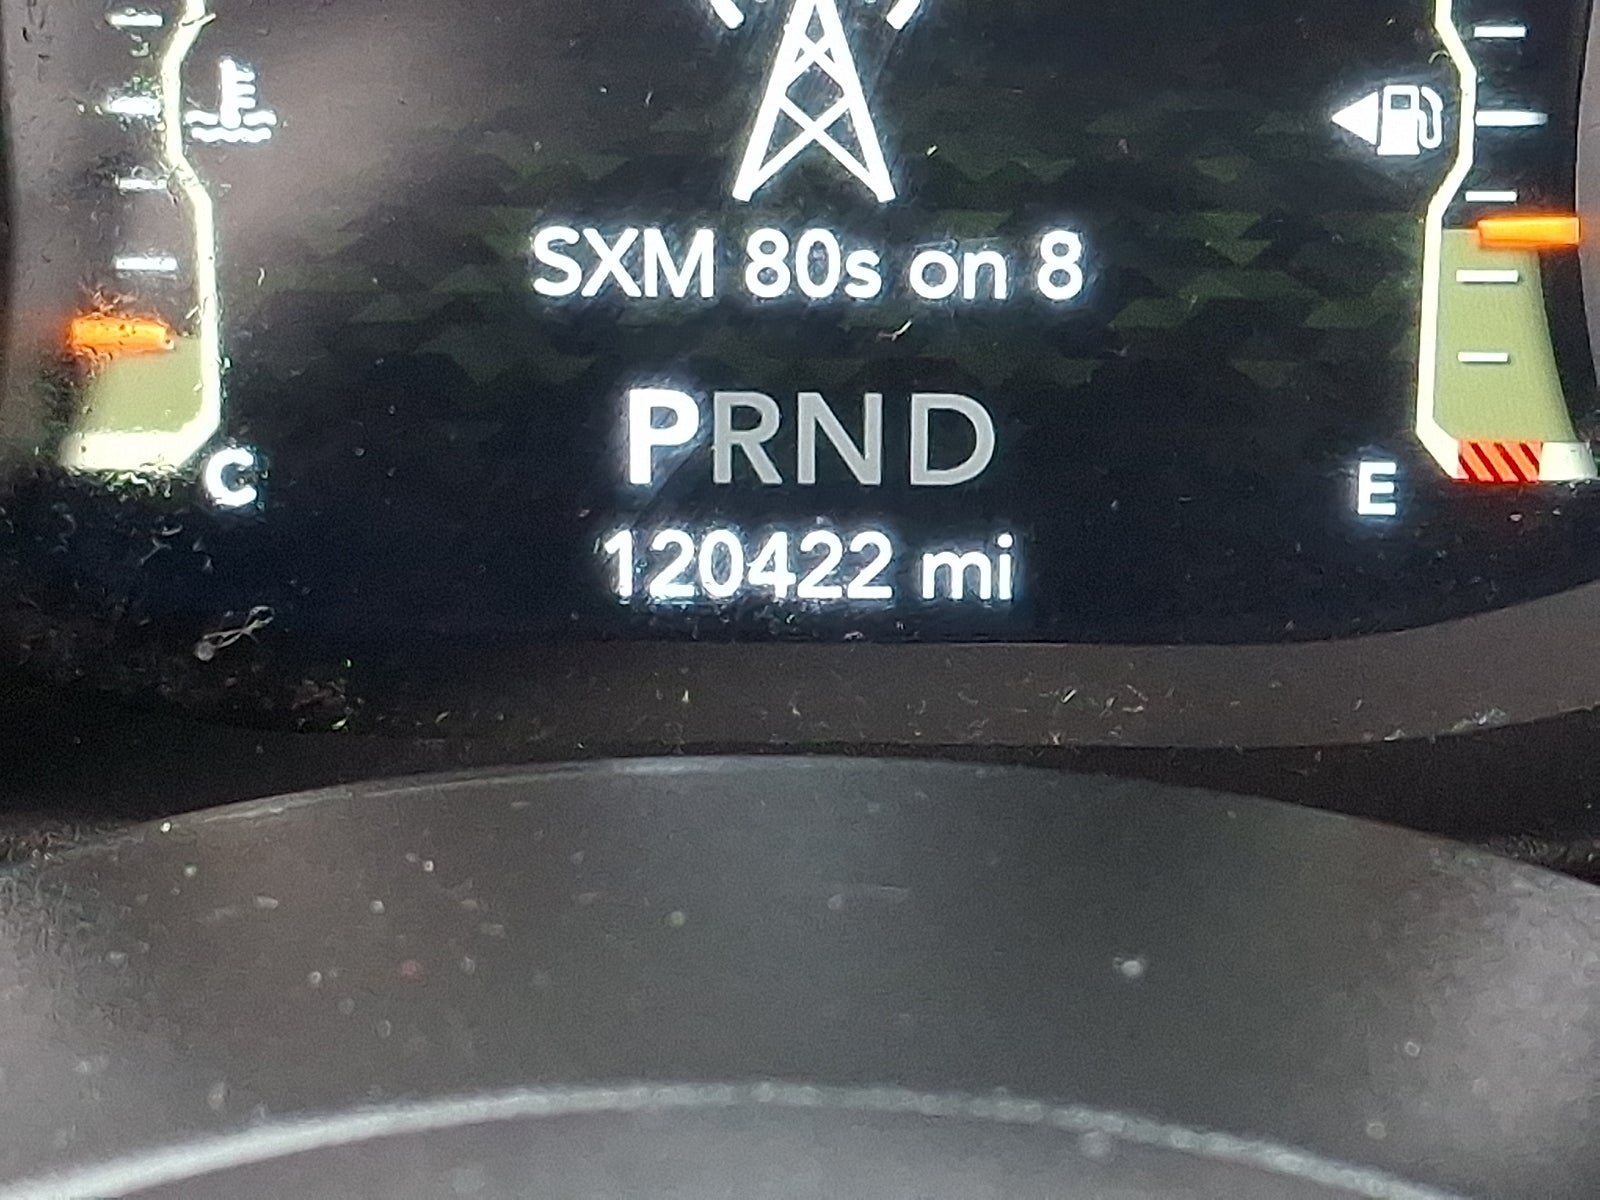 SXM 80s on 8
PRND
C
E
120422 mi